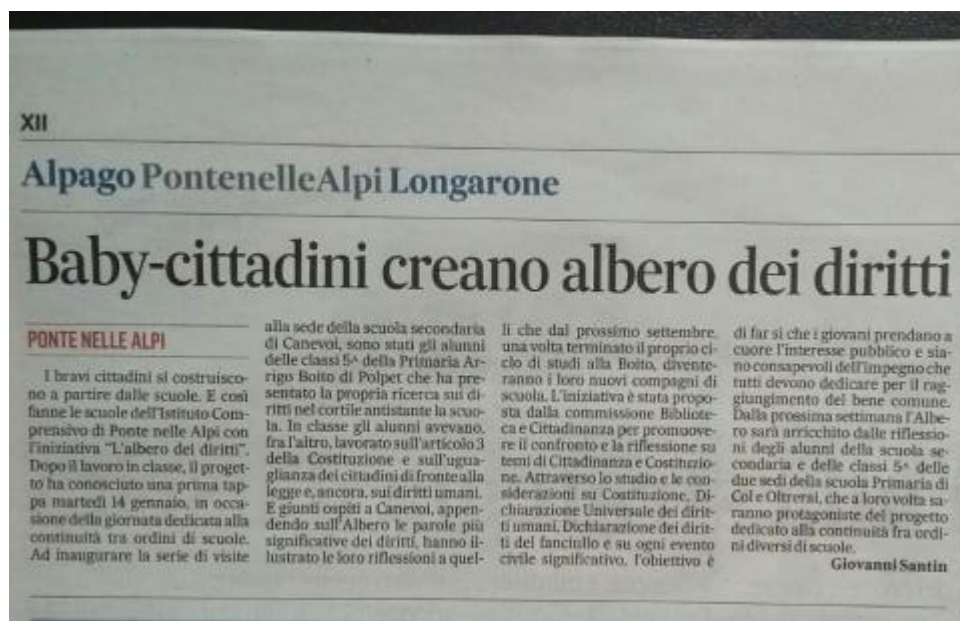 XII
Alpago Ponte nelle Alpi Longarone
Baby-cittadini creano albero dei diritti
PONTE NELLE ALPI
I bravi cittadini si costruisco-
no a partire dalle scuole. E così
fanne le scuole dell'Istituto Com-
prensivo di Ponte nelle Alpi con
l'iniziativa "L'albero dei diritti".
Dopo il lavoro in classe, il proget-
to ha conosciuto una prima tap-
pa martedì 14 gennaio, in occa-
sione della giornata dedicata alla
continuità tra ordini di scuole.
Ad inaugurare la serie di visite
alla sede della scuola secondaria
di Canevoi, sono stati gli alunni
delle classi 5^ della Primaria Ar-
rigo Boito di Polpet che ha pre-
sentato la propria ricerca sui di-
ritti nel cortile antistante la scuo-
la. In classe gli alunni avevano,
fra l'altro, lavorato sull'articolo 3
della Costituzione e sull'ugua-
glianza dei cittadini di fronte alla
legge e, ancora, sui diritti umani.
E giunti ospiti a Canevoi, appen-
dendo sull'Albero le parole più
significative dei diritti, hanno il-
lustrato le loro riflessioni a quel-
li che dal prossimo settembre,
una volta terminato il proprio ci-
clo di studi alla Boito, divente-
ranno i loro nuovi compagni di
scuola. L'iniziativa è stata propo-
sta dalla commissione Bibliote-
ca e Cittadinanza per promuove-
re il confronto e la riflessione su
temi di Cittadinanza e Costituzio-
ne. Attraverso lo studio e le con-
siderazioni su Costituzione, Di-
chiarazione Universale dei dirit-
ti umani, Dichiarazione dei dirit-
ti del fanciullo e su ogni evento
civile significativo, l'obiettivo è
di far sì che i giovani prendano a
cuore l'interesse pubblico e sia-
no consapevoli dell'impegno che
tutti devono dedicare per il rag-
giungimento del bene comune.
Dalla prossima settimana l'Albe-
ro sarà arricchito dalle riflessio-
ni degli alunni della scuola se-
condaria e delle classi 5^ delle
due sedi della scuola Primaria di
Col e Oltrerai, che a loro volta sa-
ranno protagoniste del progetto
dedicato alla continuità fra ordi-
ni diversi di scuole.
Giovanni Santin